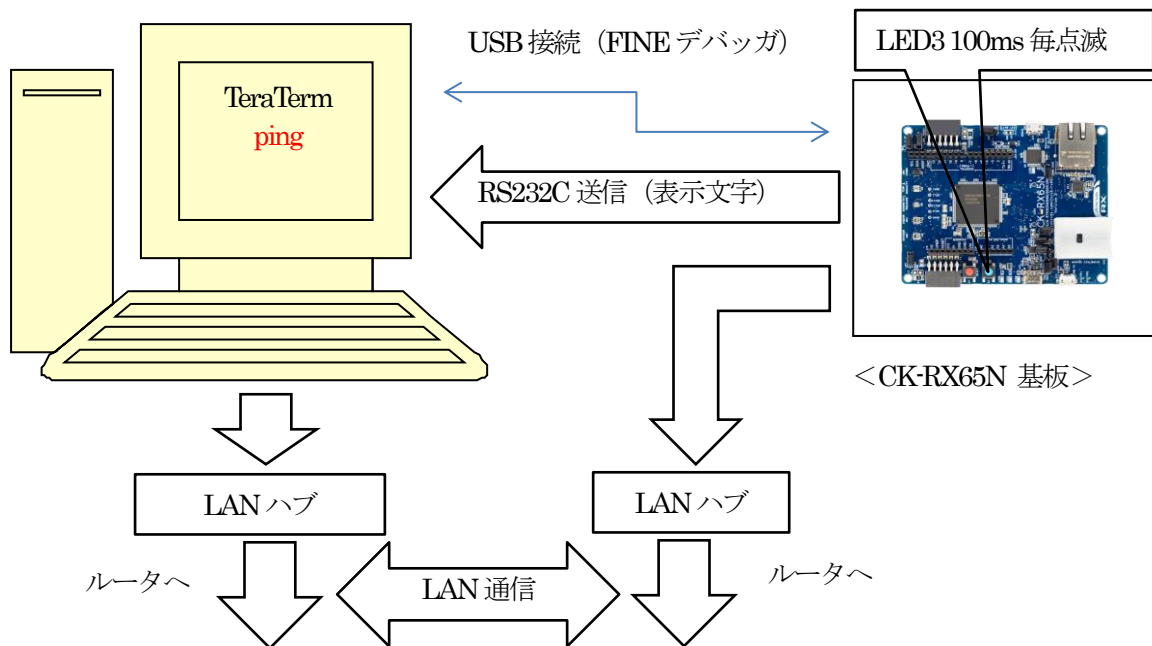 USB 接続（FINE デバッガ）
LED3 100ms 毎点滅
TeraTerm
ping
RS232C 送信（表示文字）
CK-RX65N
＜CK-RX65N 基板＞
LAN ハブ
LAN ハブ
ルータへ
LAN 通信
ルータへ